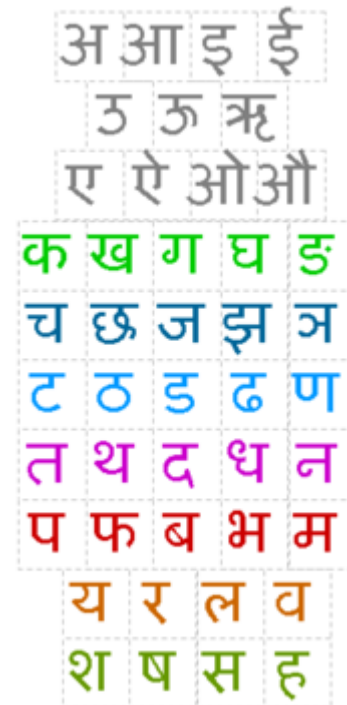 अ आ इ ई
उ ऊ ऋ
ए ऐ ओ औ
क ख ग घ ङ
च छ ज झ ञ
ट ठ ड ढ ण
त थ द ध न
प फ ब भ म
य र ल व
श ष स ह